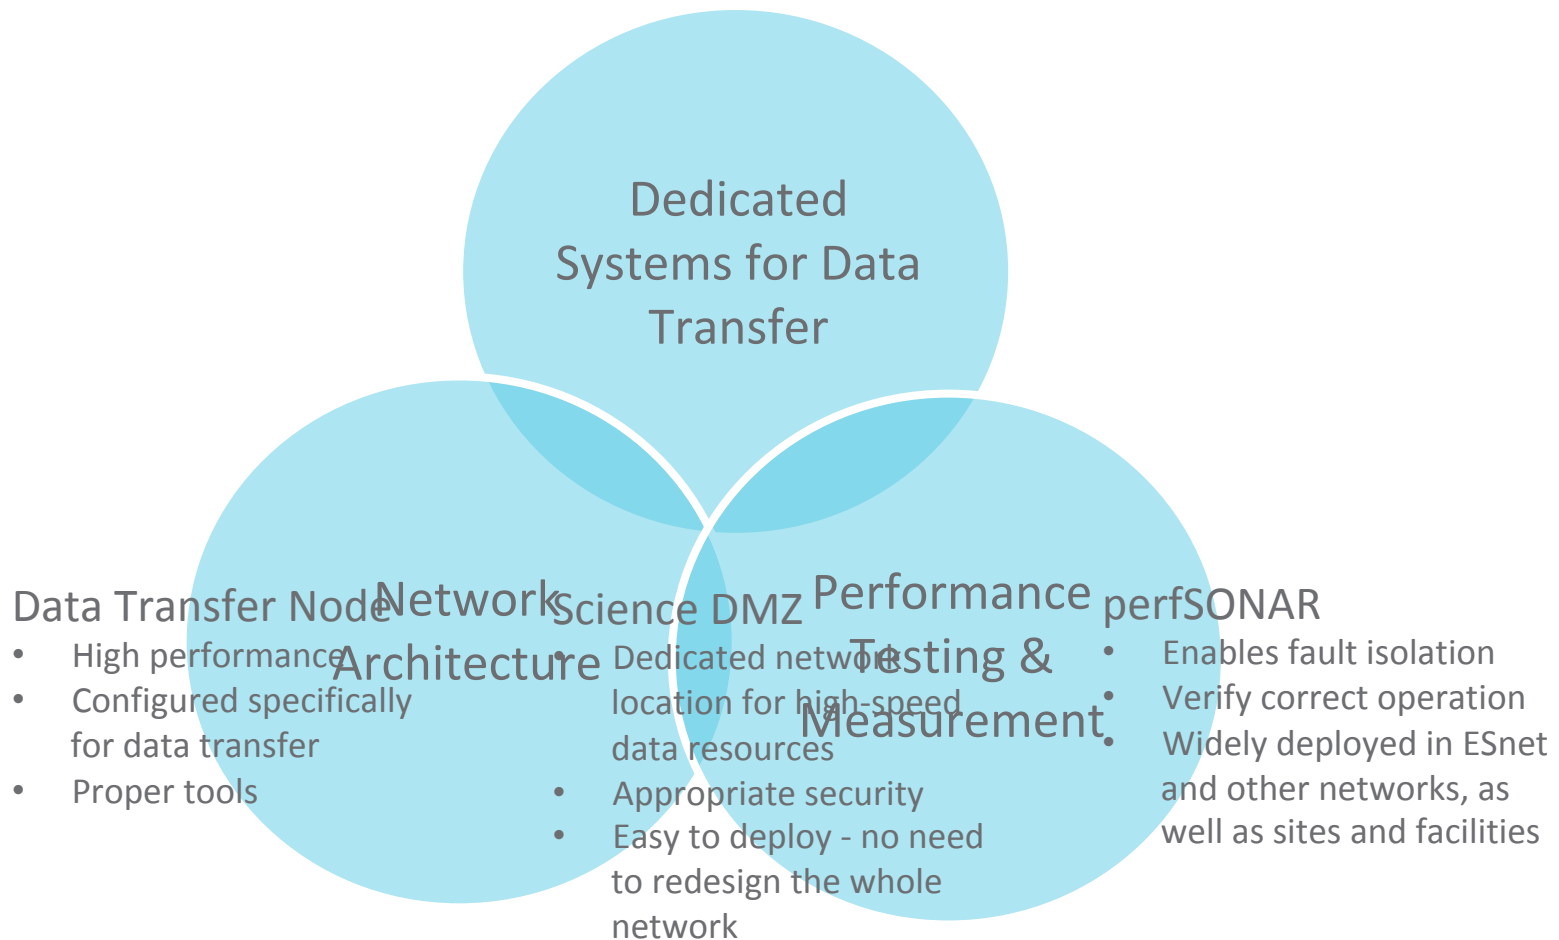 Dedicated
Systems for Data
Transfer
Network
Architecture
Performance
Testing &
Measurement
Data Transfer Node
• High performance
• Configured specifically
for data transfer
• Proper tools
Science DMZ
• Dedicated network
location for high-speed
data resources
• Appropriate security
• Easy to deploy - no need
to redesign the whole
network
perfSONAR
• Enables fault isolation
• Verify correct operation
• Widely deployed in ESnet
and other networks, as
well as sites and facilities